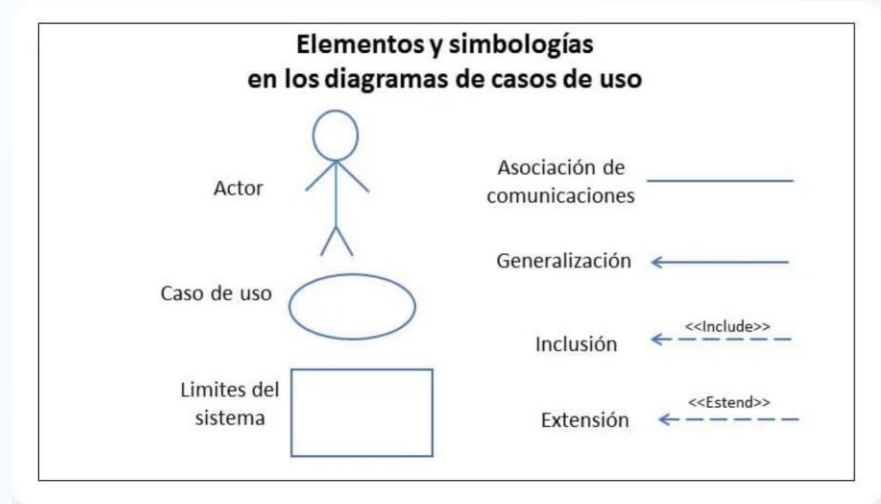 Elementos y simbologías
en los diagramas de casos de uso
Actor
Caso de uso
Limites del
sistema
Asociación de
comunicaciones
Generalización
<<Include>>
Inclusión
<<Estend>>
Extensión